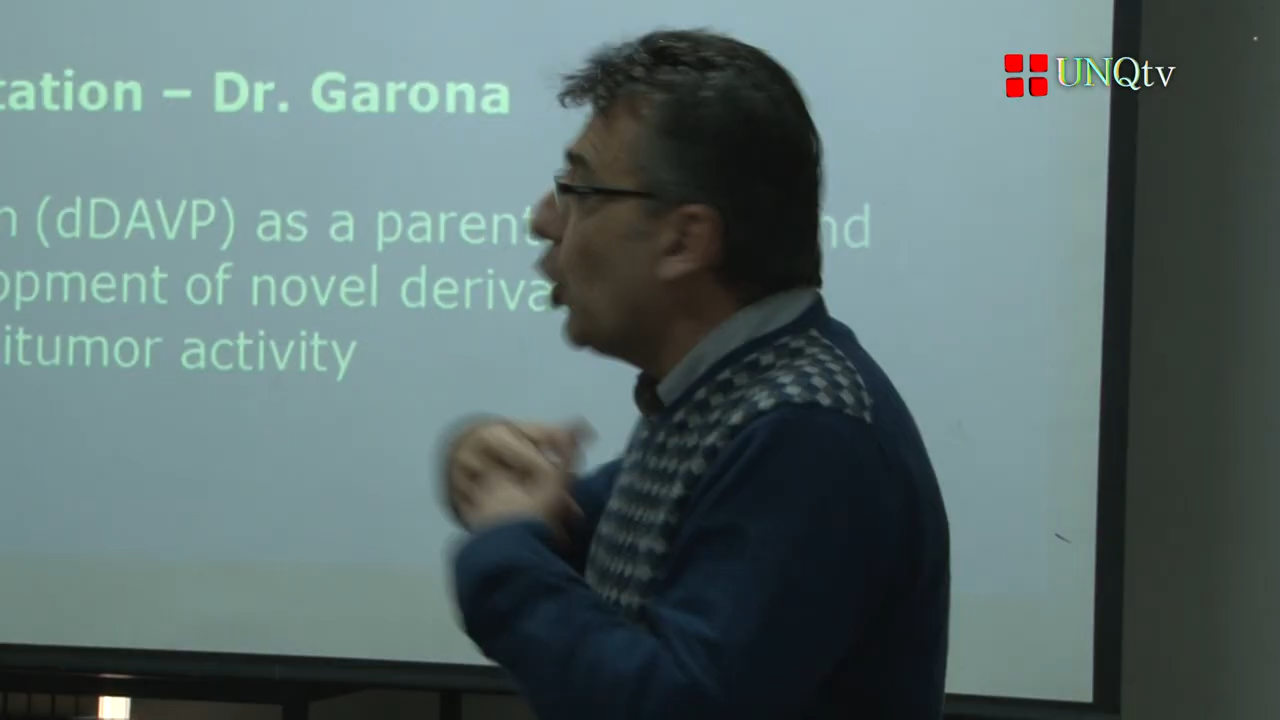 tation – Dr. Garona
UNQtv
n (dDAVP) as a parent nd
opment of novel deriva
itumor activity